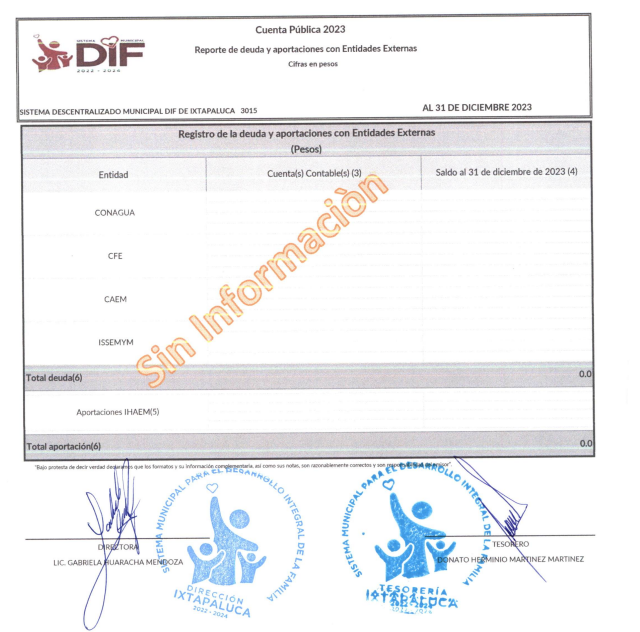 Cuenta Pública 2023
SISTEMA MUNICIPAL
DIF
2022 - 2024
Reporte de deuda y aportaciones con Entidades Externas
Cifras en pesos
SISTEMA DESCENTRALIZADO MUNICIPAL DIF DE IXTAPALUCA 3015
AL 31 DE DICIEMBRE 2023
Registro de la deuda y aportaciones con Entidades Externas
(Pesos)
Entidad Cuenta(s) Contable(s) (3) Saldo al 31 de diciembre de 2023 (4)
CONAGUA
CFE
CAEM
ISSEMYM
Sin Informaciòn
Total deuda(6) 0.0
Aportaciones IHAEM(5)
Total aportación(6) 0.0
"Bajo protesta de decir verdad declaramos que los formatos y su información complementaria, así como sus notas, son razonablemente correctos y son responsabilidad del emisor".
SISTEMA MUNICIPAL PARA EL DESARROLLO INTEGRAL DE LA FAMILIA
DIRECCIÓN
IXTAPALUCA
2022 - 2024
SISTEMA MUNICIPAL PARA EL DESARROLLO INTEGRAL DE LA FAMILIA
TESORERÍA
IXTAPALUCA
2022 - 2024
DIRECTORA
LIC. GABRIELA HUARACHA MENDOZA
TESORERO
DONATO HERMINIO MARTINEZ MARTINEZ